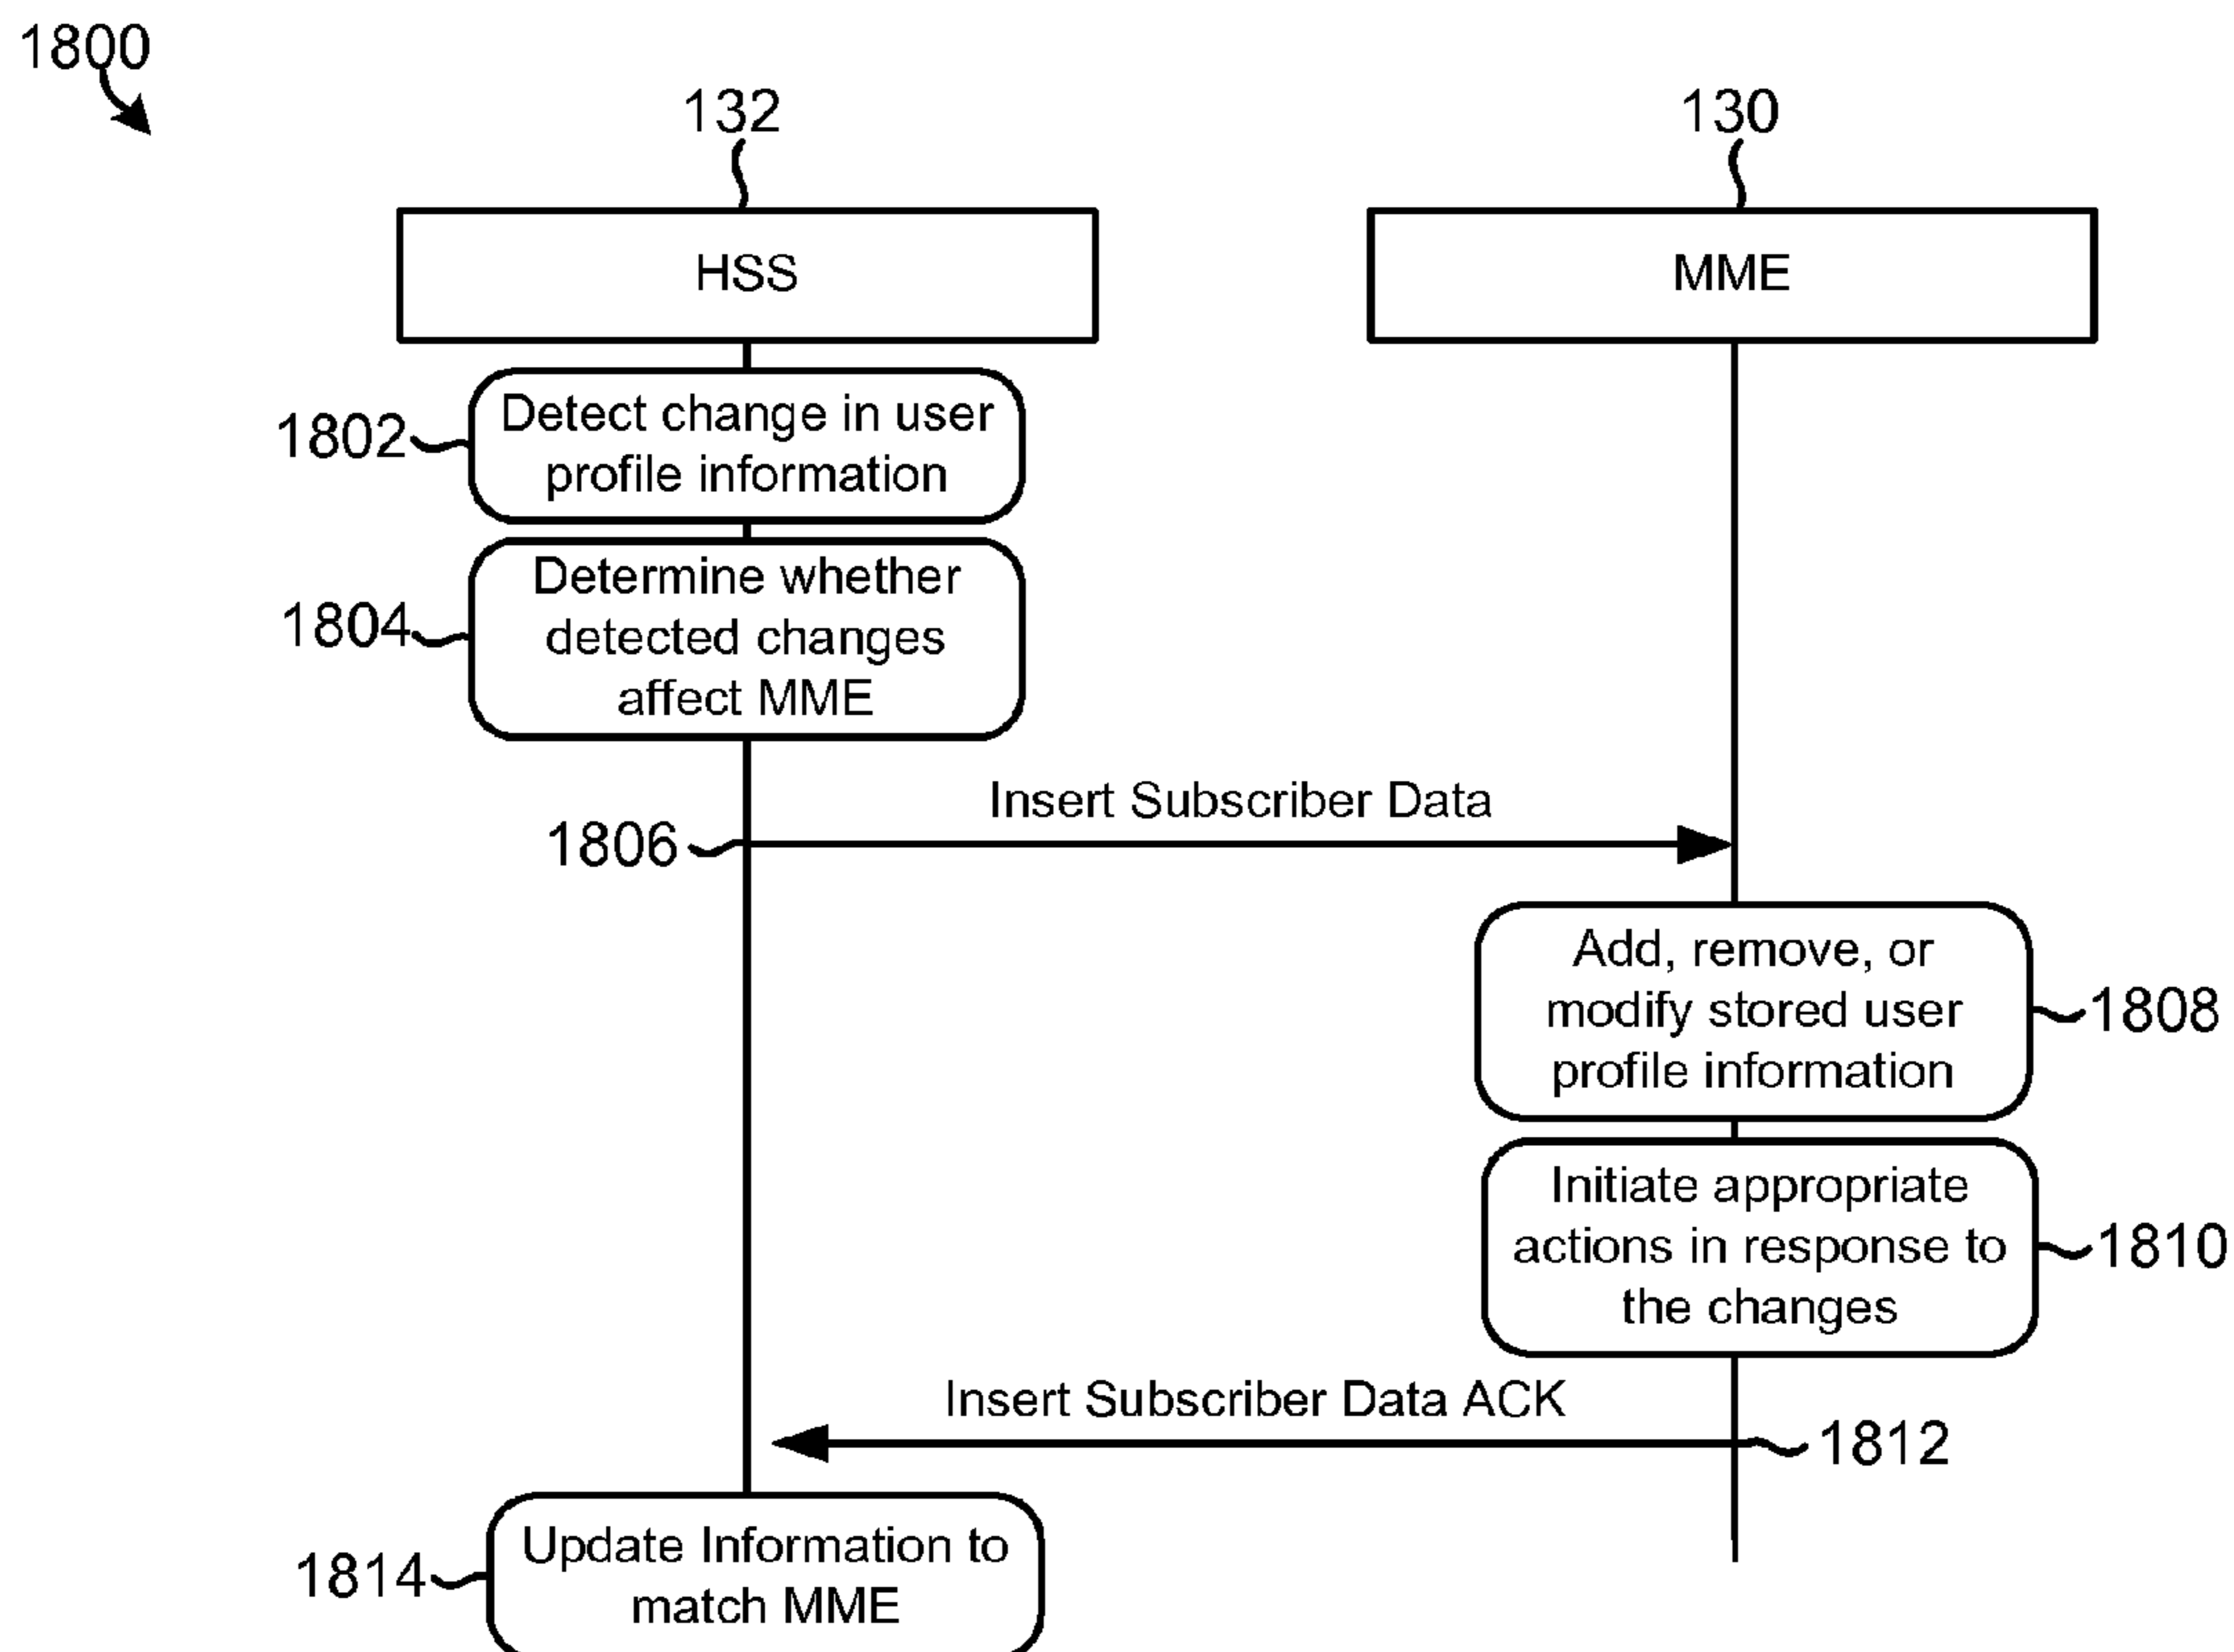 1800
132
130
HSS
MME
1802
Detect change in user
profile information
1804
Determine whether
detected changes
affect MME
Insert Subscriber Data
1806
Add, remove, or
modify stored user
profile information
1808
Initiate appropriate
actions in response to
the changes
1810
Insert Subscriber Data ACK
1812
1814
Update Information to
match MME